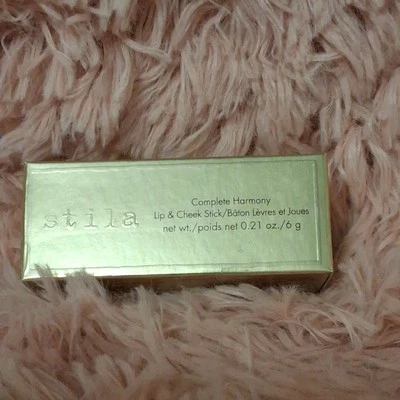 stila
Complete Harmony
Lip & Cheek Stick/Bâton Lèvres et Joues
net wt./poids net 0.21 oz./6 g